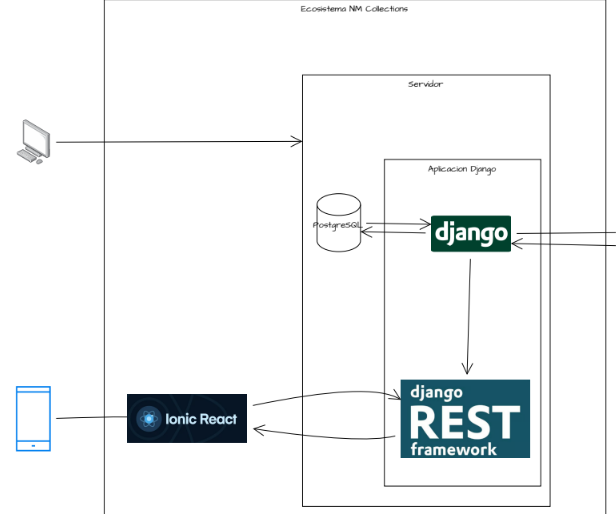 Ecosistema NM Collections
Servidor
Aplicacion Django
PostgreSQL
django
Ionic React
django
REST
framework